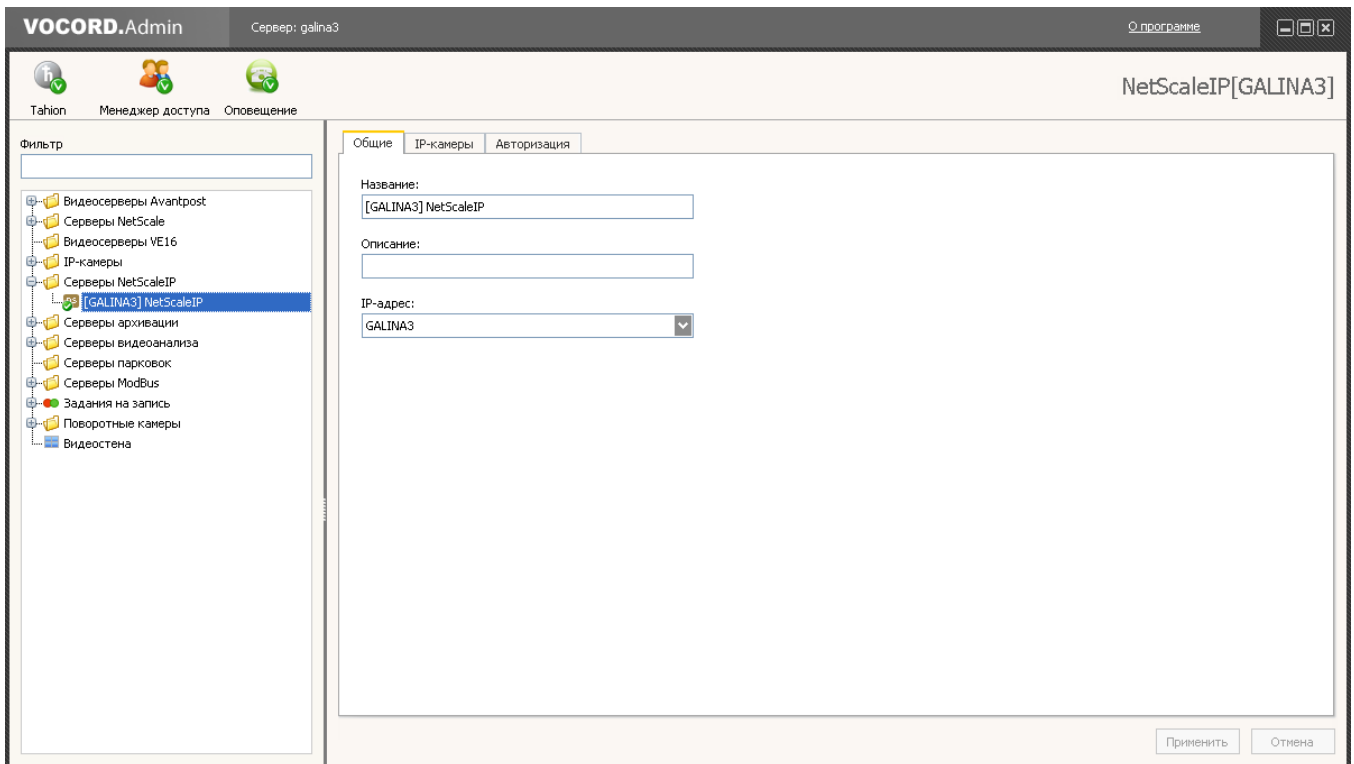 VOCORD.Admin
Сервер: galina3
О программе
Tahion
Менеджер доступа
Оповещение
NetScaleIP[GALINA3]
Фильтр
Видеосерверы Avantpost
Серверы NetScale
Видеосерверы VE16
IP-камеры
Серверы NetScaleIP
[GALINA3] NetScaleIP
Серверы архивации
Серверы видеоанализа
Серверы парковок
Серверы ModBus
Задания на запись
Поворотные камеры
Видеостена
Общие
IP-камеры
Авторизация
Название:
[GALINA3] NetScaleIP
Описание:
IP-адрес:
GALINA3
Применить
Отмена